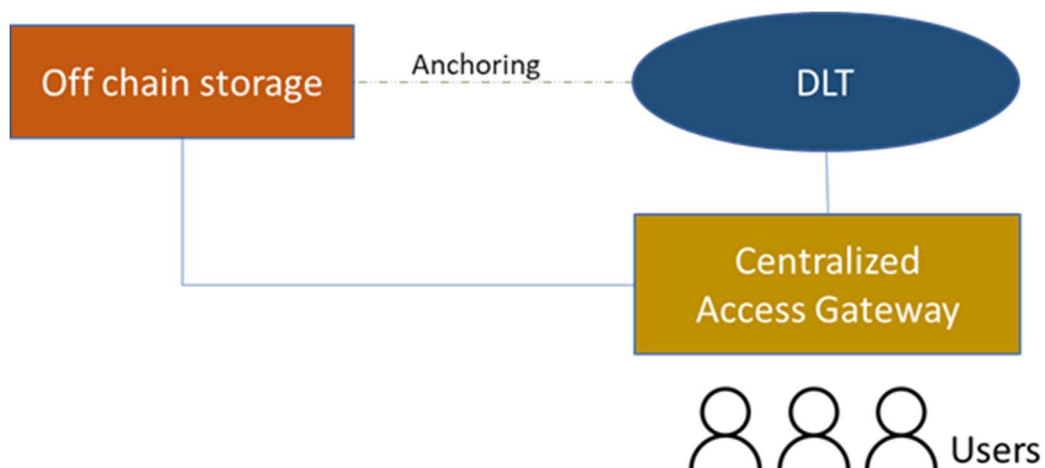 Off chain storage
Anchoring
DLT
Centralized
Access Gateway
Users